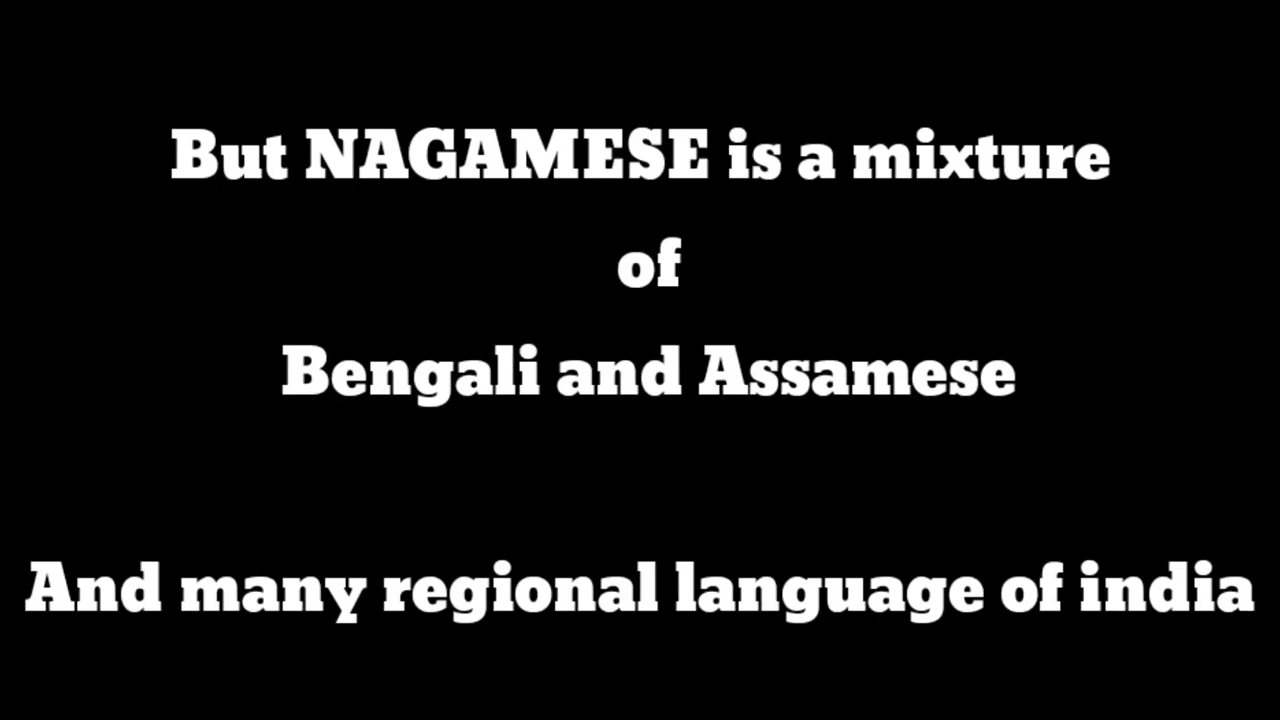 But NAGAMESE is a mixture
of
Bengali and Assamese
And many regional language of india